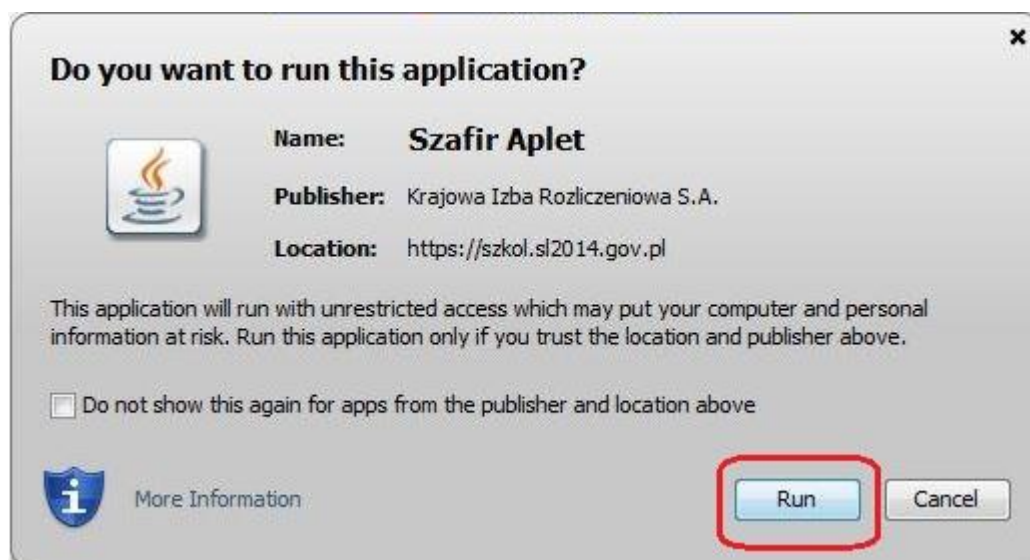 Do you want to run this application?
Name: Szafir Aplet
Publisher: Krajowa Izba Rozliczeniowa S.A.
Location: https://szkol.sl2014.gov.pl
This application will run with unrestricted access which may put your computer and personal
information at risk. Run this application only if you trust the location and publisher above.
Do not show this again for apps from the publisher and location above
More Information
Run
Cancel